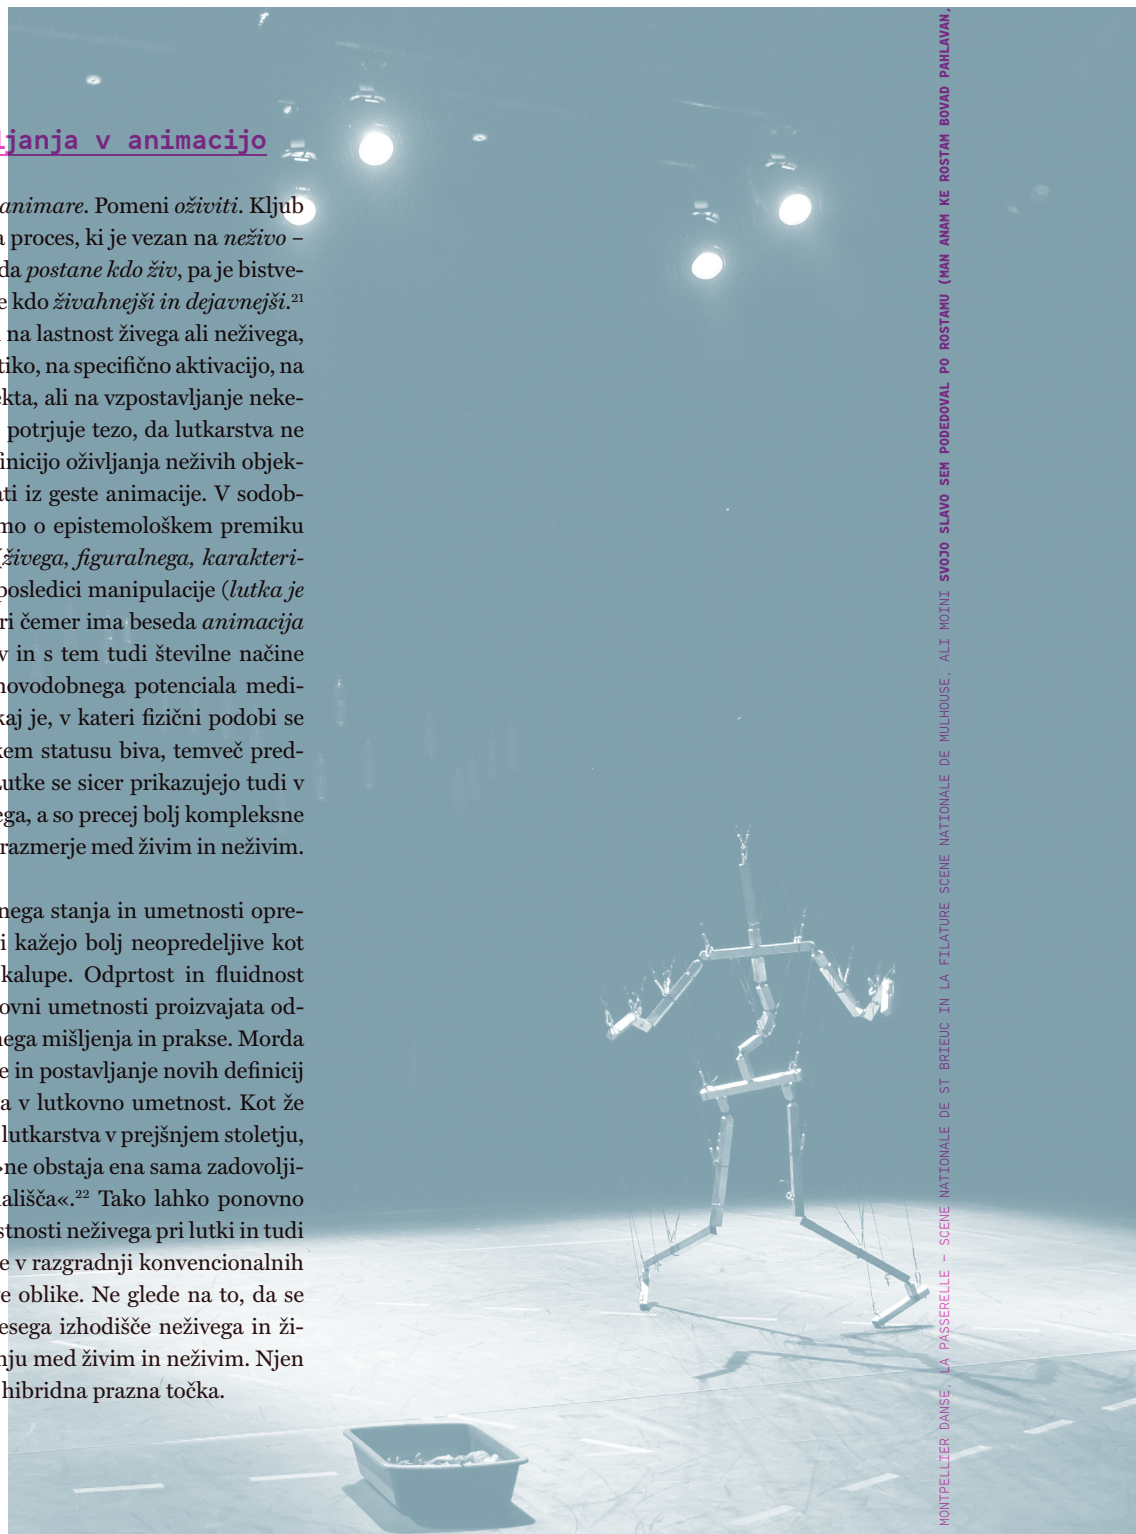 ljanja v animacijo
animare. Pomeni oživiti. Kljub
proces, ki je vezan na neživo –
da postane kdo živ, pa je bistve-
kdo živahnejši in dejavnejši.²¹
na lastnost živega ali neživega,
tiko, na specifično aktivacijo, na
ekta, ali na vzpostavljanje neke-
potrjuje tezo, da lutkarstva ne
inicijo oživljanja neživih objek-
ati iz geste animacije. V sodob-
mo o epistemološkem premiku
(živega, figuralnega, karakteri-
posledici manipulacije (lutka je
ri čemer ima beseda animacija
v in s tem tudi številne načine
novodobnega potenciala medi-
kaj je, v kateri fizični podobi se
kem statusu biva, temveč pred-
Lutke se sicer prikazujejo tudi v
ega, a so precej bolj kompleksne
razmerje med živim in neživim.
nega stanja in umetnosti opre-
i kažejo bolj neopredeljive kot
kalupe. Odprtost in fluidnost
ovni umetnosti proizvajata od-
nega mišljenja in prakse. Morda
e in postavljanje novih definicij
a v lutkovno umetnost. Kot že
lutkarstva v prejšnjem stoletju,
»ne obstaja ena sama zadovolji-
dališča«.²² Tako lahko ponovno
stnosti neživega pri lutki in tudi
e v razgradnji konvencionalnih
e oblike. Ne glede na to, da se
esega izhodišče neživega in ži-
nju med živim in neživim. Njen
hibridna prazna točka.
MONTPELLIER DANSE, LA PASSERELLE – SCENE NATIONALE DE ST BRIEUC IN LA FILATURE SCENE NATIONALE DE MULHOUSE, ALI MOINI SVOJO SLAVO SEM PODEDOVAL PO ROSTAMU (MAN ANAM KE ROSTAM BOVAD PAHLAVAN,